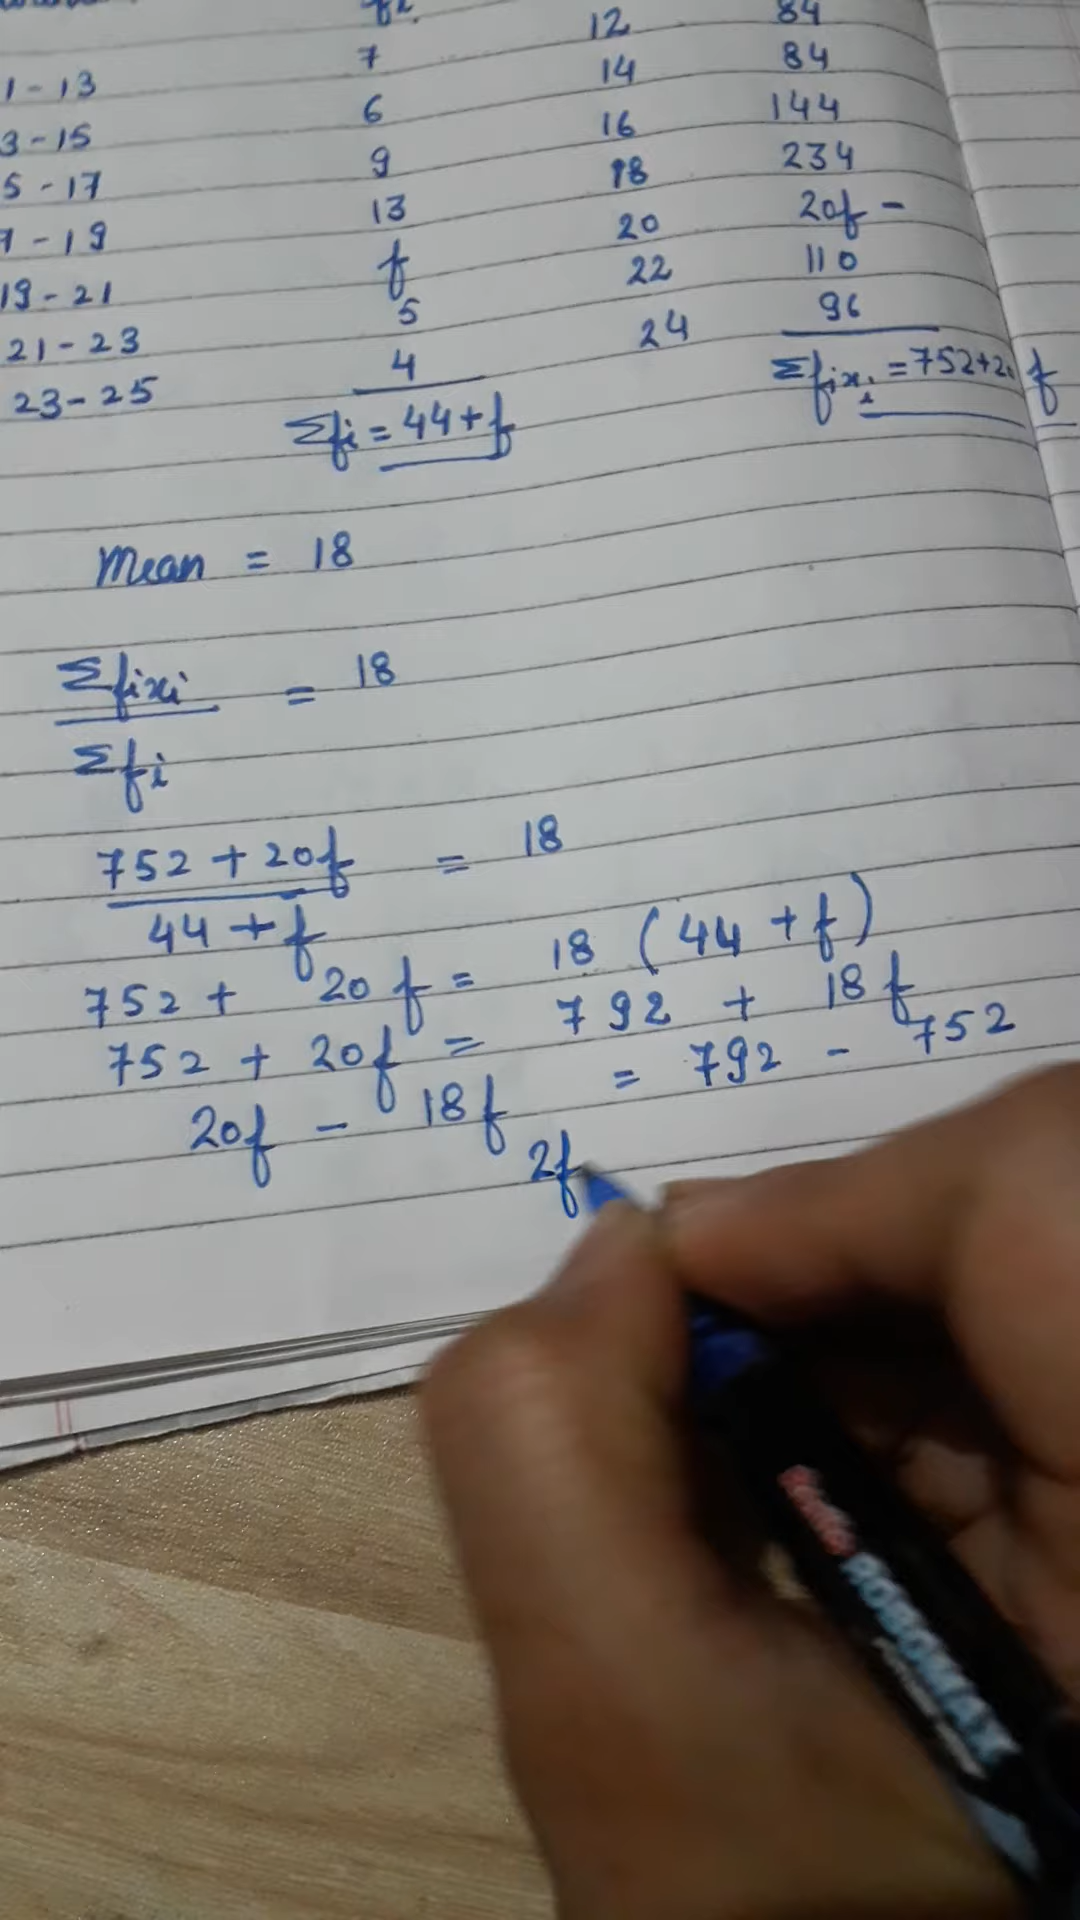 fi 12 84
1 - 13 7 14 84
3 - 15 6 16 144
5 - 17 9 18 234
7 - 19 13 20 20f -
19 - 21 f 22 110
21 - 23 5 24 96
23 - 25 4 Σfixi = 752 + 20f
Σfi = 44 + f
Mean = 18
Σfixi = 18
Σfi
752 + 20f = 18
44 + f
752 + 20f = 18 (44 + f)
752 + 20f = 792 + 18f
20f - 18f = 792 - 752
2f